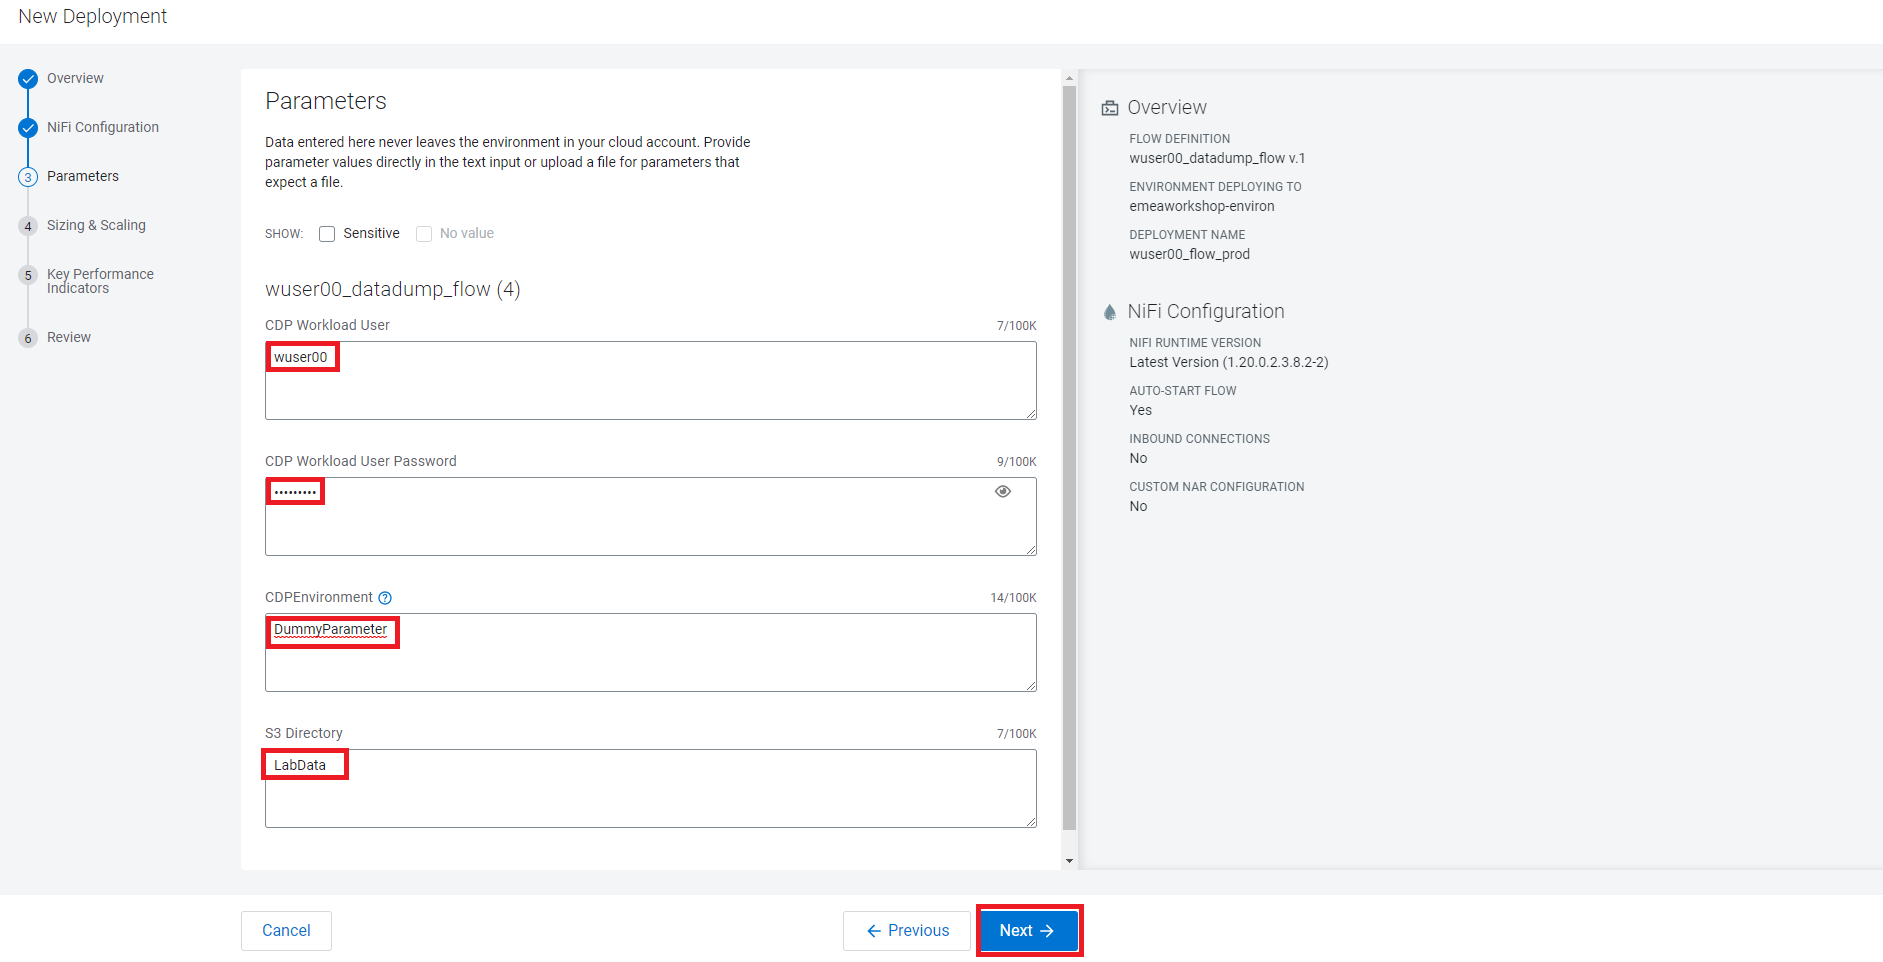 New Deployment
Overview
NiFi Configuration
3 Parameters
4 Sizing & Scaling
5 Key Performance
Indicators
6 Review
Parameters
Data entered here never leaves the environment in your cloud account. Provide
parameter values directly in the text input or upload a file for parameters that
expect a file.
SHOW: Sensitive No value
wuser00_datadump_flow (4)
CDP Workload User 7/100K
wuser00
CDP Workload User Password 9/100K
•••••••••
CDPEnvironment ? 14/100K
DummyParameter
S3 Directory 7/100K
LabData
Overview
FLOW DEFINITION
wuser00_datadump_flow v.1
ENVIRONMENT DEPLOYING TO
emeaworkshop-environ
DEPLOYMENT NAME
wuser00_flow_prod
NiFi Configuration
NIFI RUNTIME VERSION
Latest Version (1.20.0.2.3.8.2-2)
AUTO-START FLOW
Yes
INBOUND CONNECTIONS
No
CUSTOM NAR CONFIGURATION
No
Cancel
← Previous
Next →